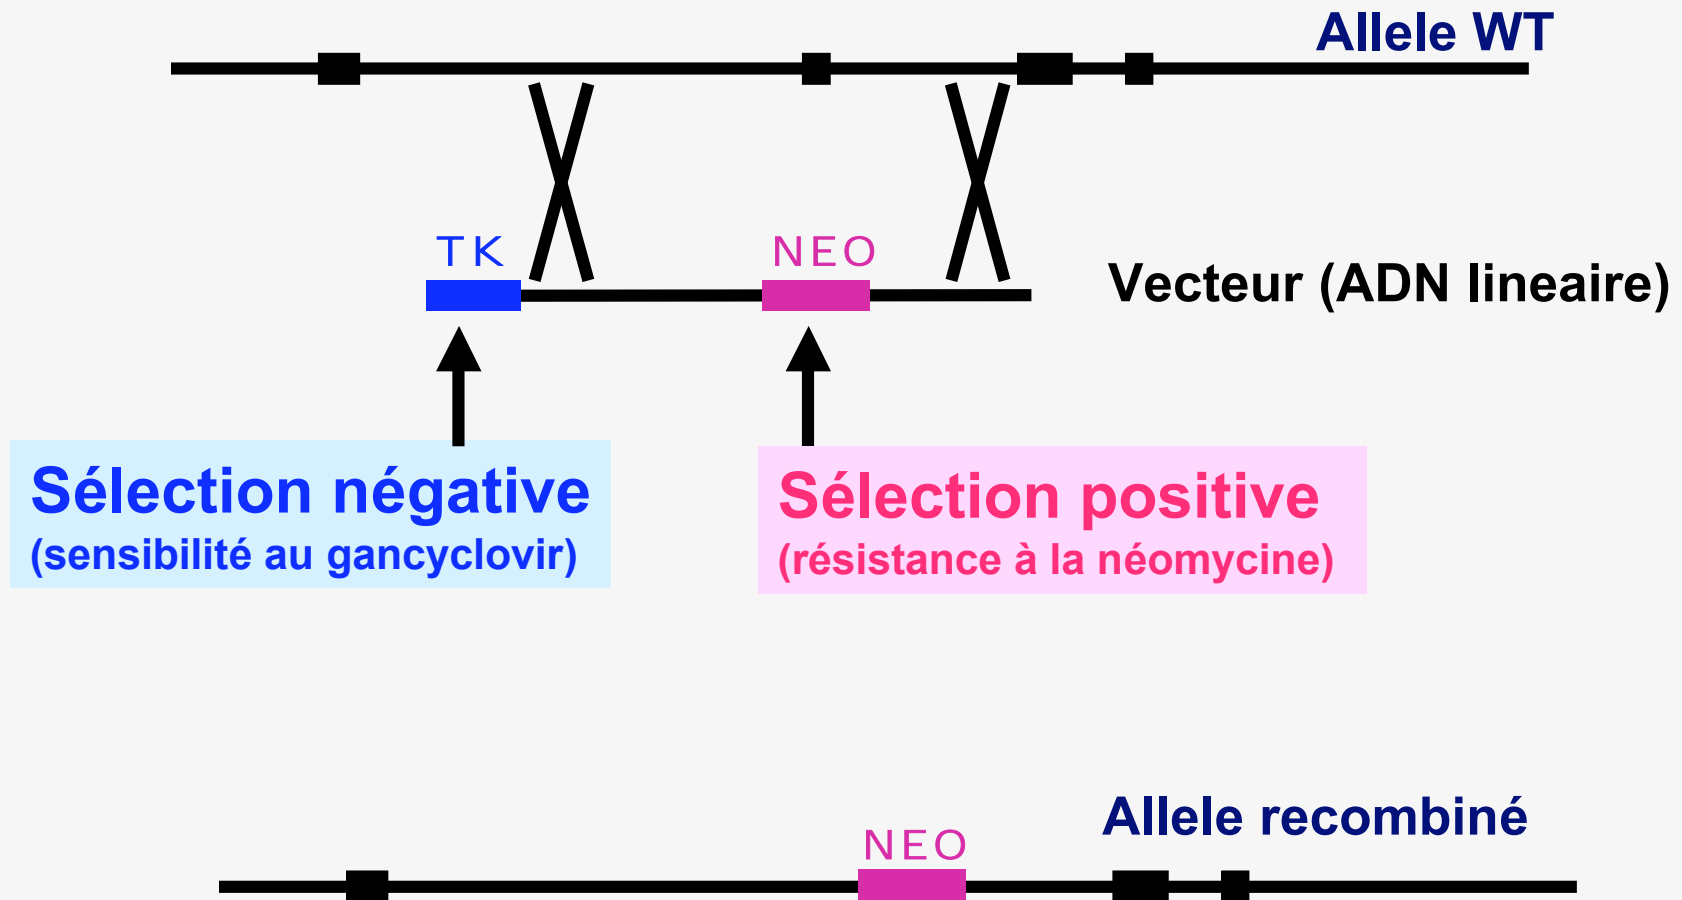 Allele WT
TK
NEO
Vecteur (ADN lineaire)
Sélection négative
(sensibilité au gancyclovir)
Sélection positive
(résistance à la néomycine)
Allele recombiné
NEO